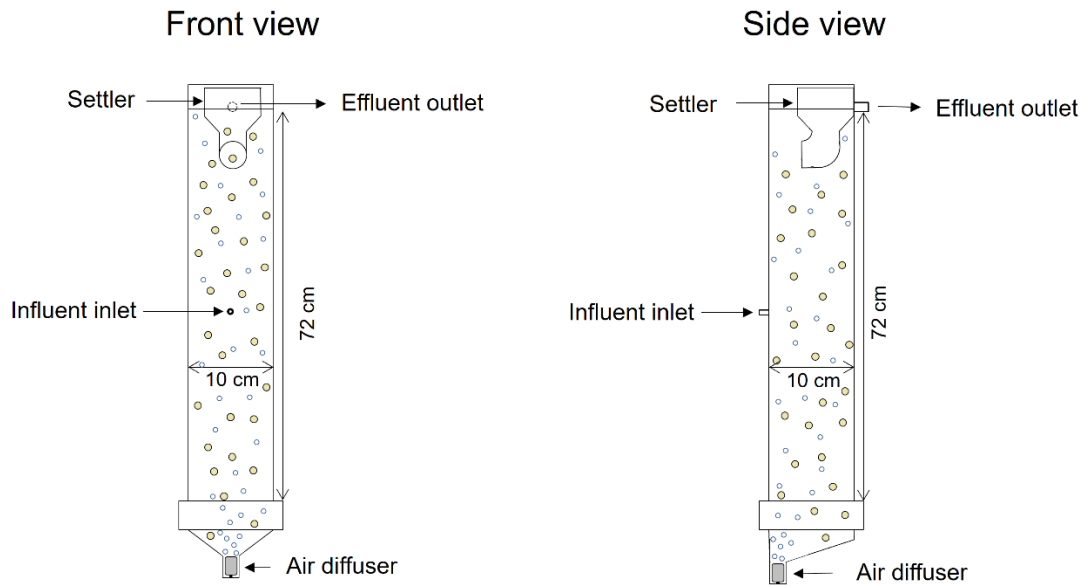 Front view
Settler
Effluent outlet
Influent inlet
72 cm
10 cm
Air diffuser
Side view
Settler
Effluent outlet
Influent inlet
72 cm
10 cm
Air diffuser